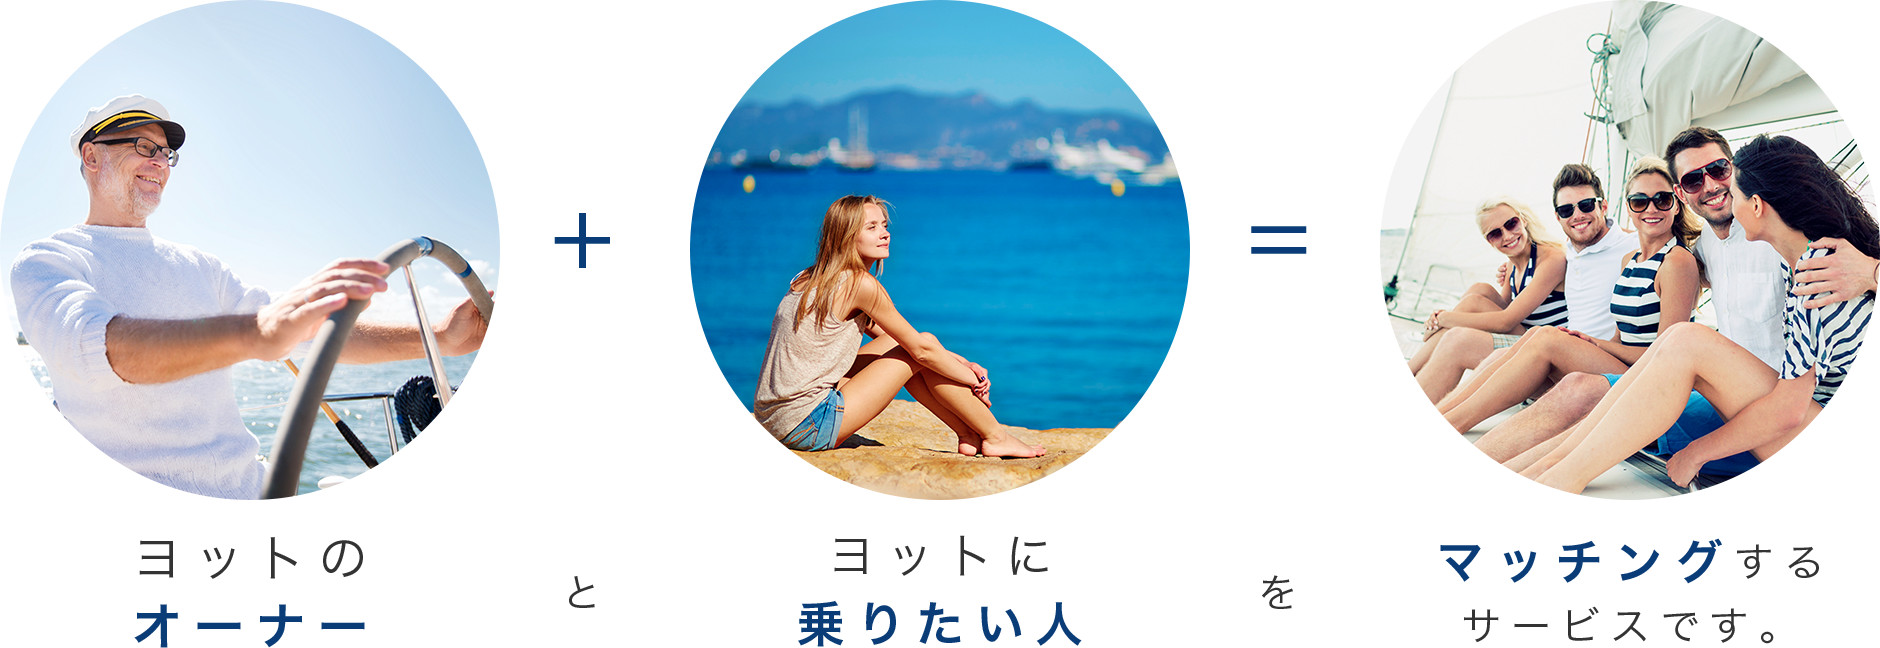 +
=
ヨットの
オーナー
と
ヨットに
乗りたい人
を
マッチングする
サービスです。